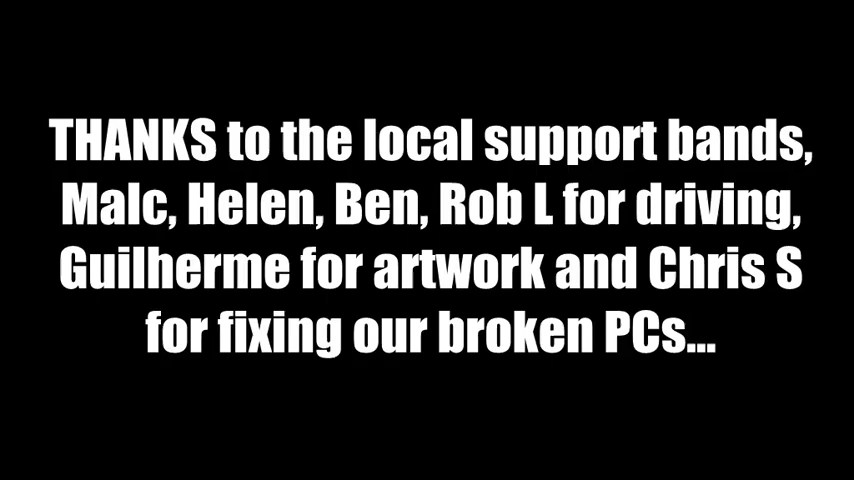 THANKS to the local support bands,
Malc, Helen, Ben, Rob L for driving,
Guilherme for artwork and Chris S
for fixing our broken PCs...